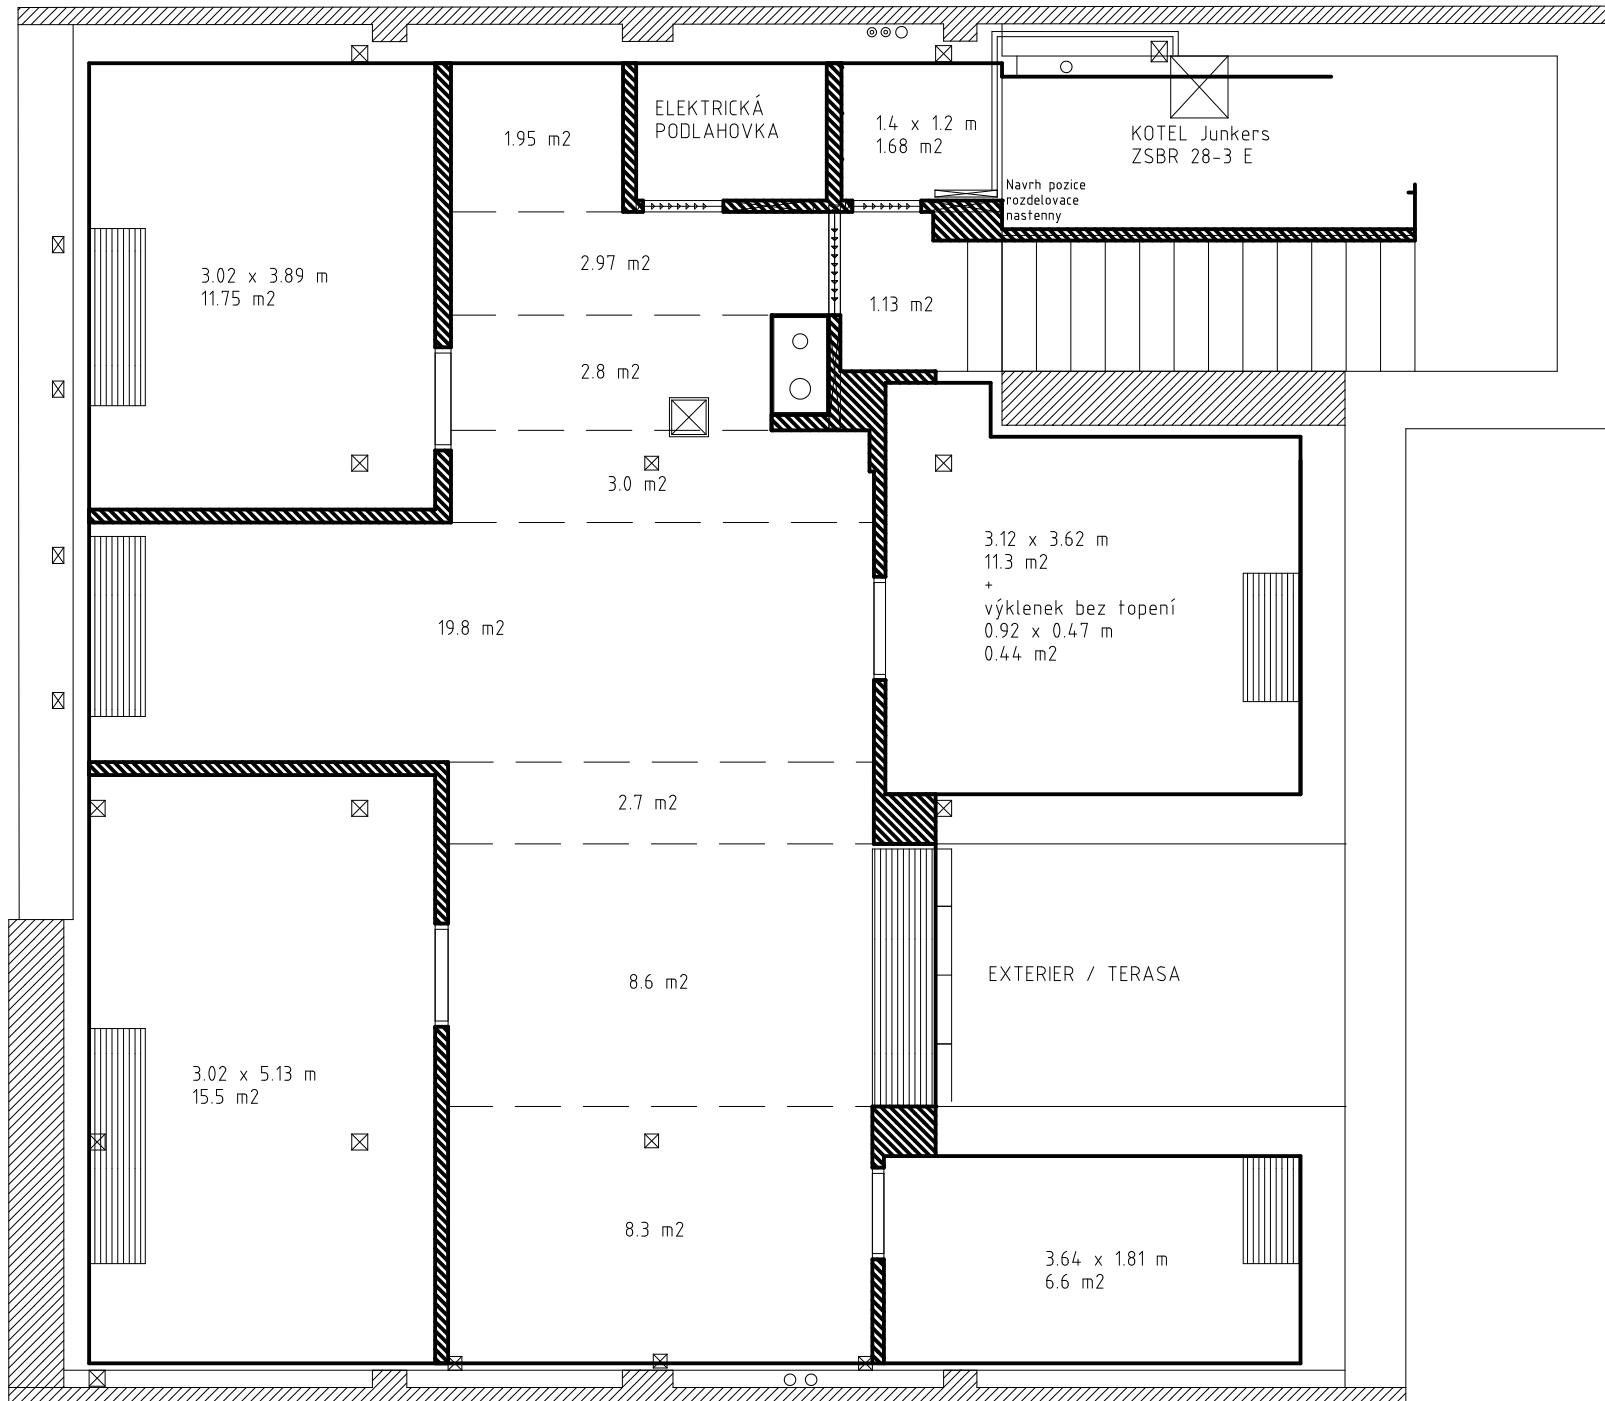 ELEKTRICKÁ
PODLAHOVKA
1.95 m2
1.4 x 1.2 m
1.68 m2
KOTEL Junkers
ZSBR 28-3 E
Navrh pozice
rozdelovace
nastenny
2.97 m2
3.02 x 3.89 m
11.75 m2
1.13 m2
2.8 m2
3.0 m2
3.12 x 3.62 m
11.3 m2
+
výklenek bez topení
0.92 x 0.47 m
0.44 m2
19.8 m2
2.7 m2
8.6 m2
EXTERIER / TERASA
3.02 x 5.13 m
15.5 m2
8.3 m2
3.64 x 1.81 m
6.6 m2